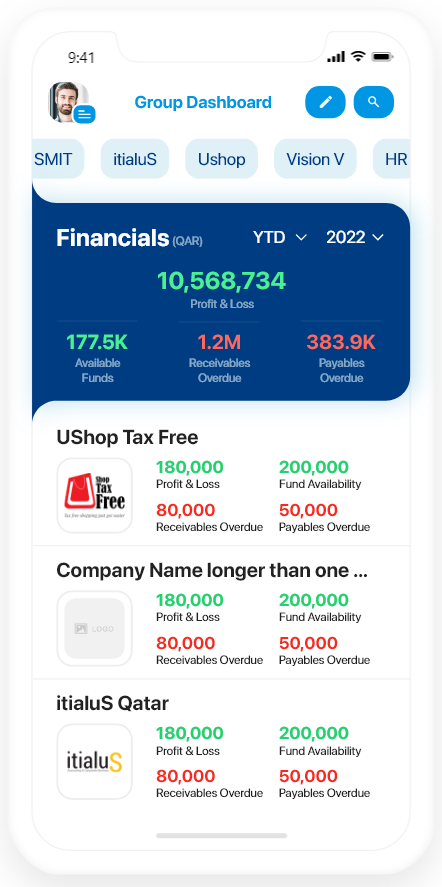 9:41
Group Dashboard
SMIT itialuS Ushop Vision V HR
Financials (QAR) YTD 2022
10,568,734
Profit & Loss
177.5K 1.2M 383.9K
Available Receivables Payables
Funds Overdue Overdue
UShop Tax Free
Shop
Tax
Free
Tax free shopping just got easier
180,000 200,000
Profit & Loss Fund Availability
80,000 50,000
Receivables Overdue Payables Overdue
Company Name longer than one ...
LOGO
180,000 200,000
Profit & Loss Fund Availability
80,000 50,000
Receivables Overdue Payables Overdue
itialuS Qatar
itialuS
180,000 200,000
Profit & Loss Fund Availability
80,000 50,000
Receivables Overdue Payables Overdue